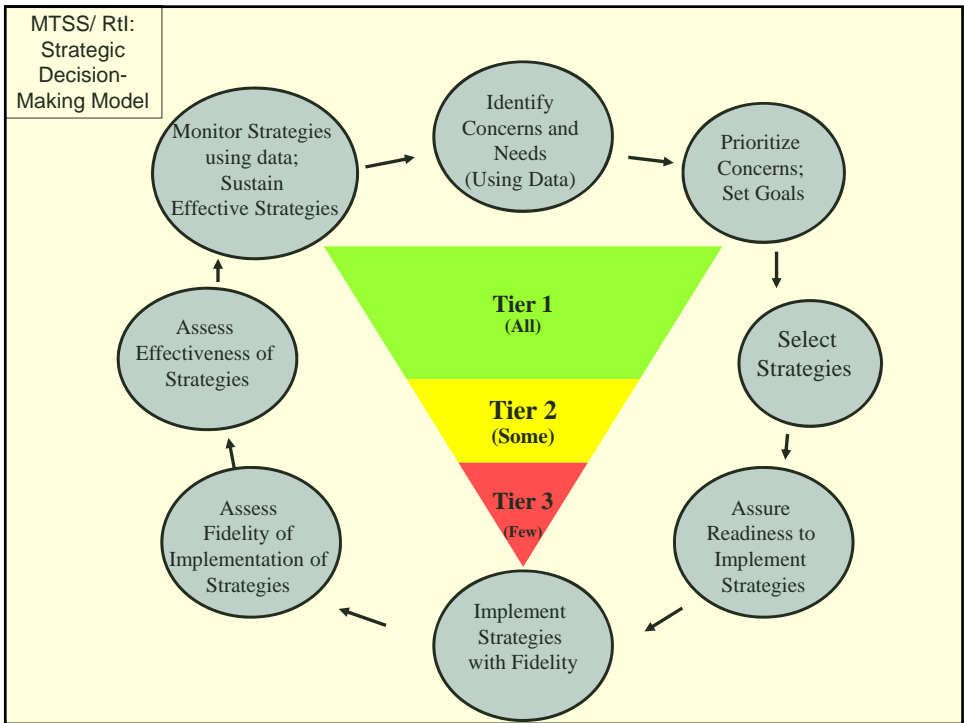 MTSS/ RtI:
Strategic
Decision-
Making Model
Identify
Concerns and
Needs
(Using Data)
Prioritize
Concerns;
Set Goals
Select
Strategies
Assure
Readiness to
Implement
Strategies
Implement
Strategies
with Fidelity
Assess
Fidelity of
Implementation of
Strategies
Assess
Effectiveness of
Strategies
Monitor Strategies
using data;
Sustain
Effective Strategies
Tier 1
(All)
Tier 2
(Some)
Tier 3
(Few)